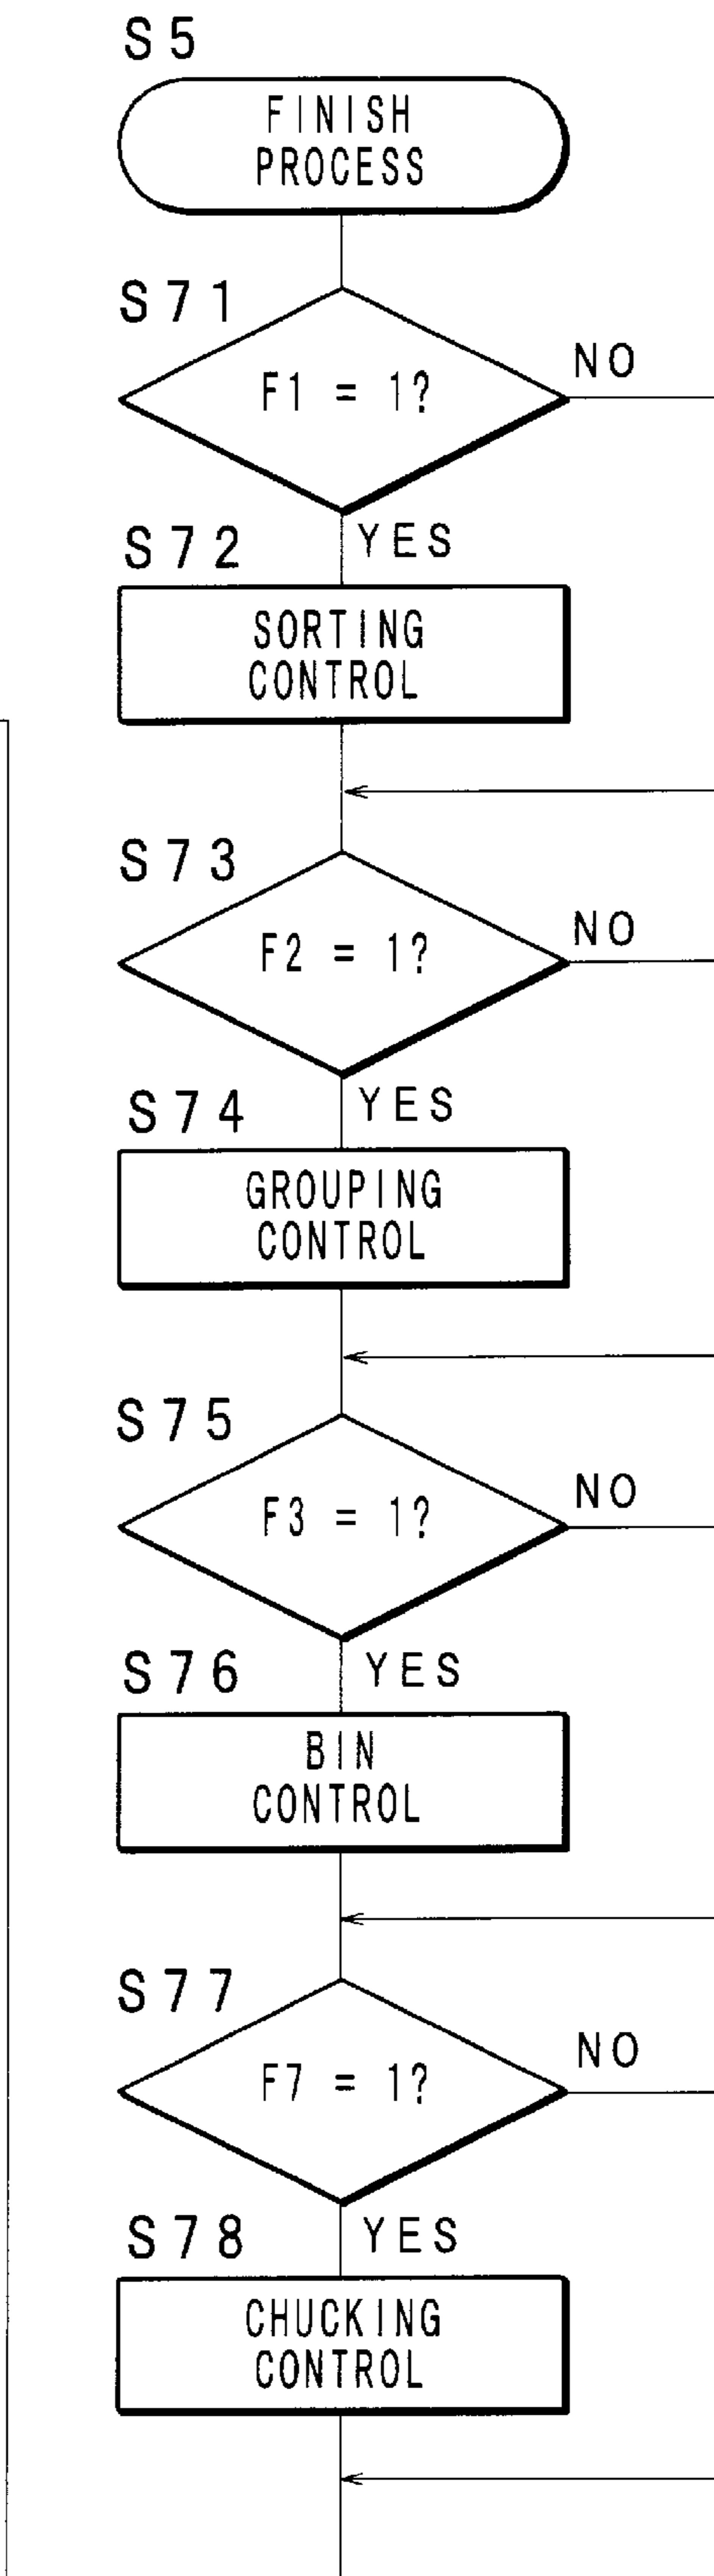 S5
FINISH
PROCESS
S71
F1 = 1?
NO
YES
S72
SORTING
CONTROL
S73
F2 = 1?
NO
YES
S74
GROUPING
CONTROL
S75
F3 = 1?
NO
YES
S76
BIN
CONTROL
S77
F7 = 1?
NO
YES
S78
CHUCKING
CONTROL